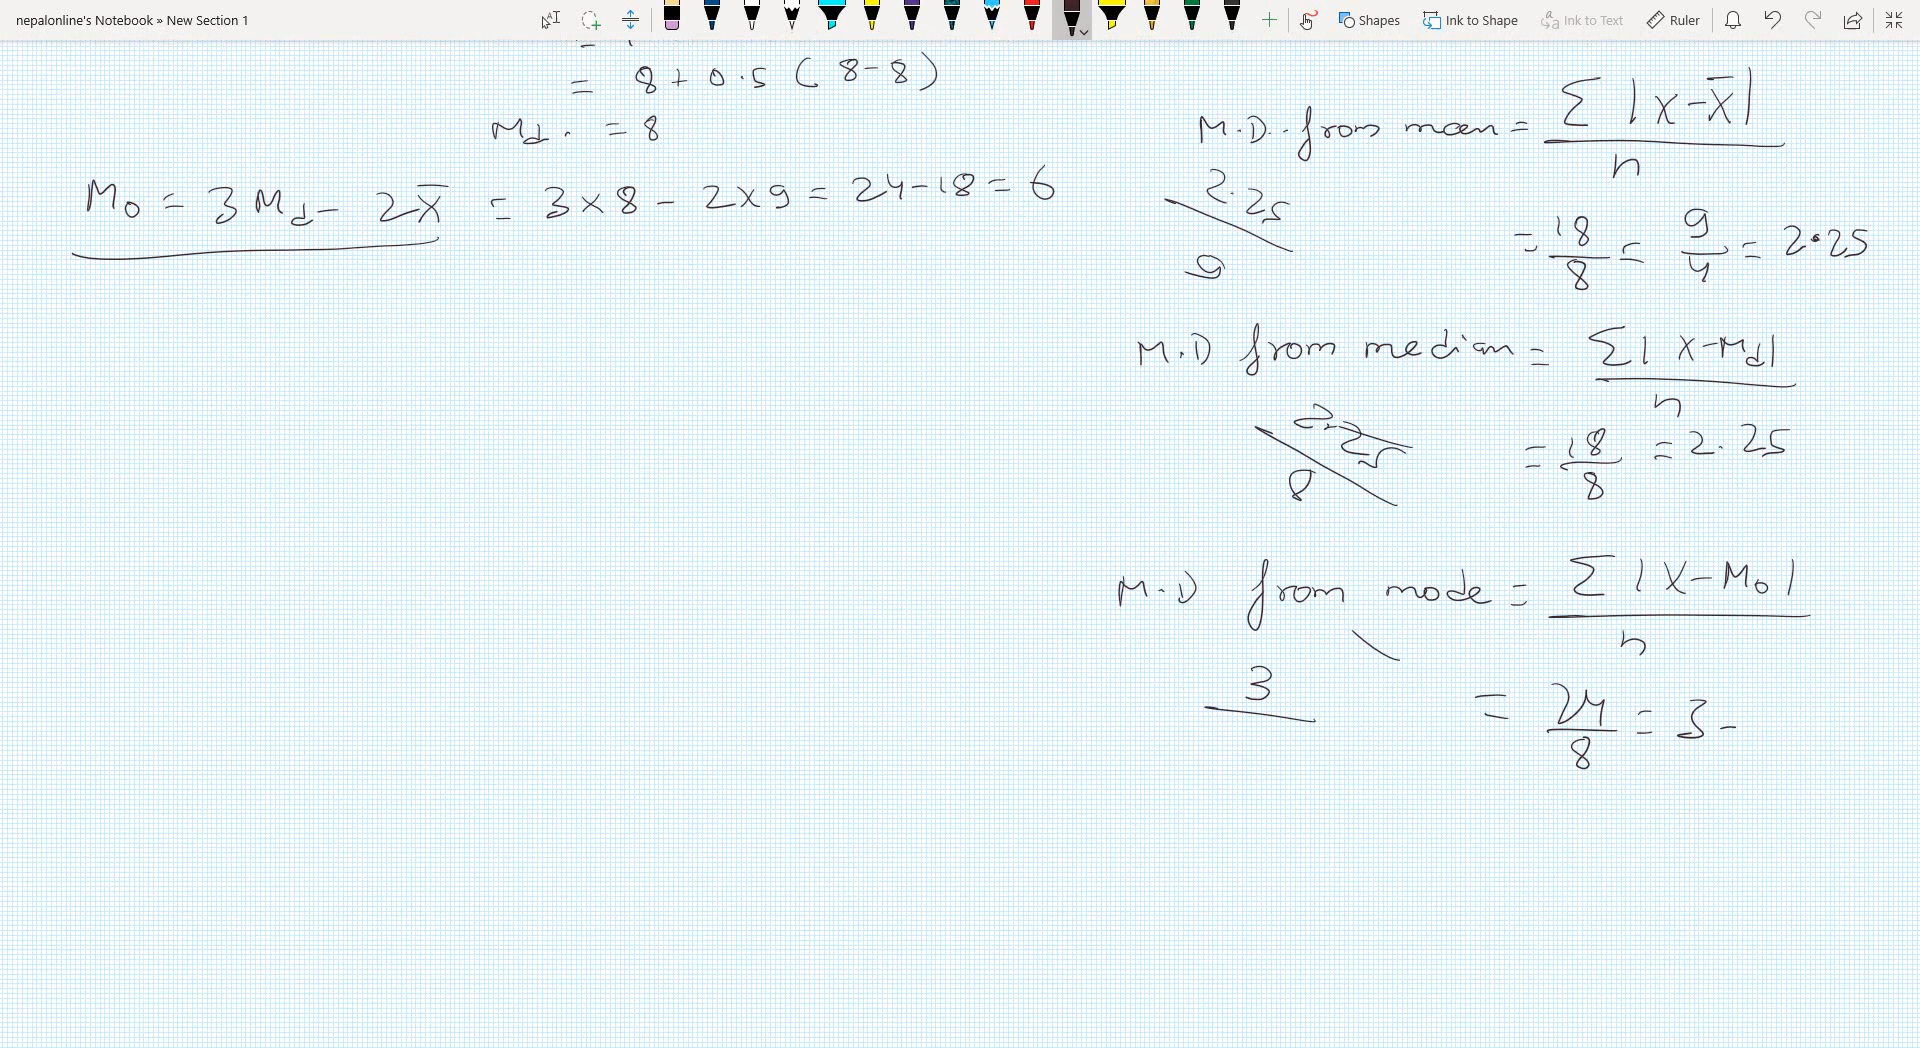 nepalonline's Notebook » New Section 1
Shapes
Ink to Shape
Ink to Text
Ruler
= 8 + 0.5 ( 8 - 8 )
Md. = 8
Mo = 3 Md - 2x̄ = 3 x 8 - 2 x 9 = 24 - 18 = 6
M.D. from mean = Σ |x - x̄| / n
2.25 / 9
= 18/8 = 9/4 = 2.25
M.D from median = Σ| x - Md| / n
2.25 / 8
= 18/8 = 2.25
M.D from mode = Σ |x - Mo| / n
3
= 24/8 = 3 -